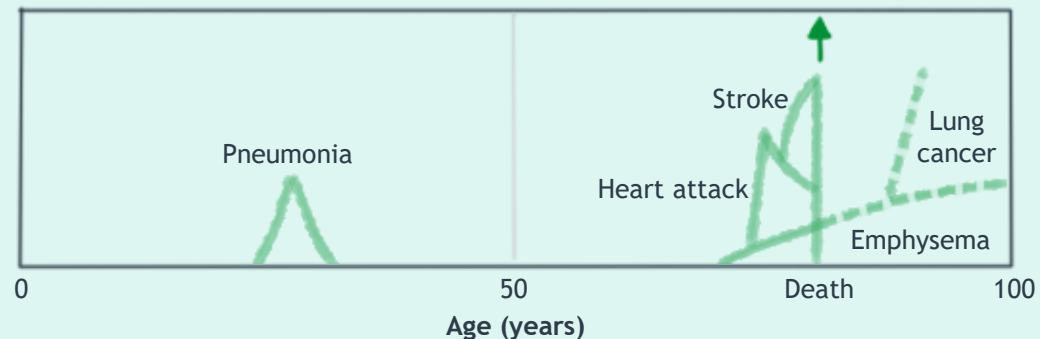 Stroke
Lung
cancer
Pneumonia
Heart attack
Emphysema
0
50
Death
100
Age (years)